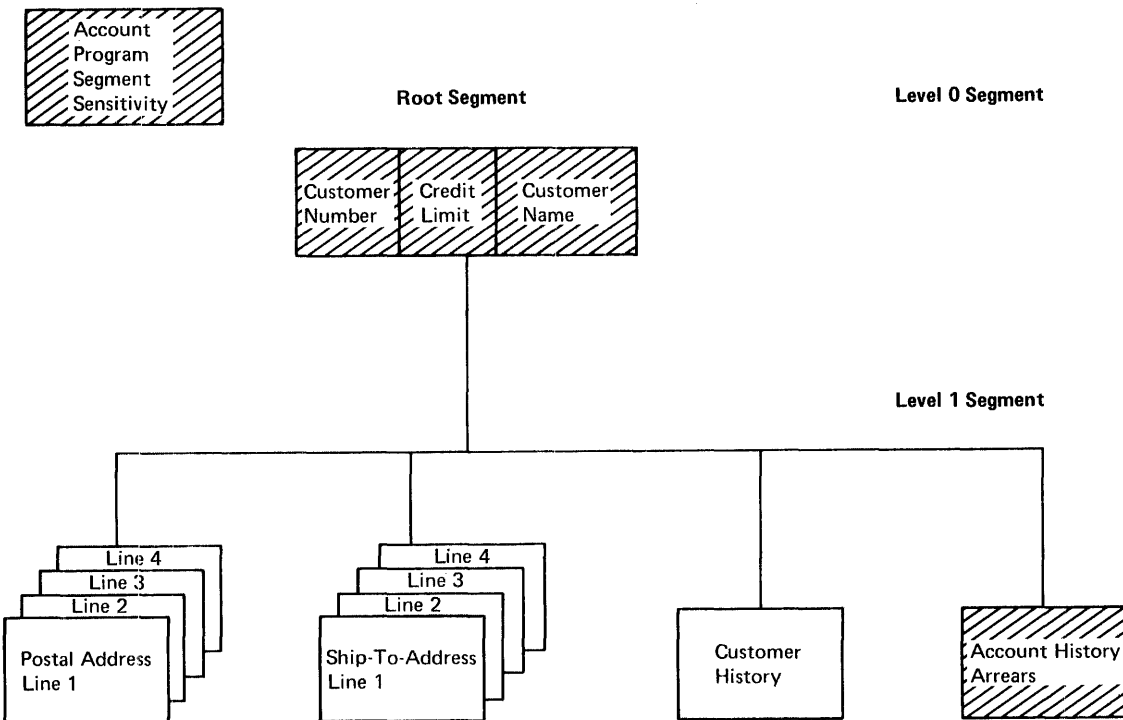 Account
Program
Segment
Sensitivity
Root Segment
Level 0 Segment
Customer
Number
Credit
Limit
Customer
Name
Level 1 Segment
Line 4
Line 3
Line 2
Postal Address
Line 1
Line 4
Line 3
Line 2
Ship-To-Address
Line 1
Customer
History
Account History
Arrears